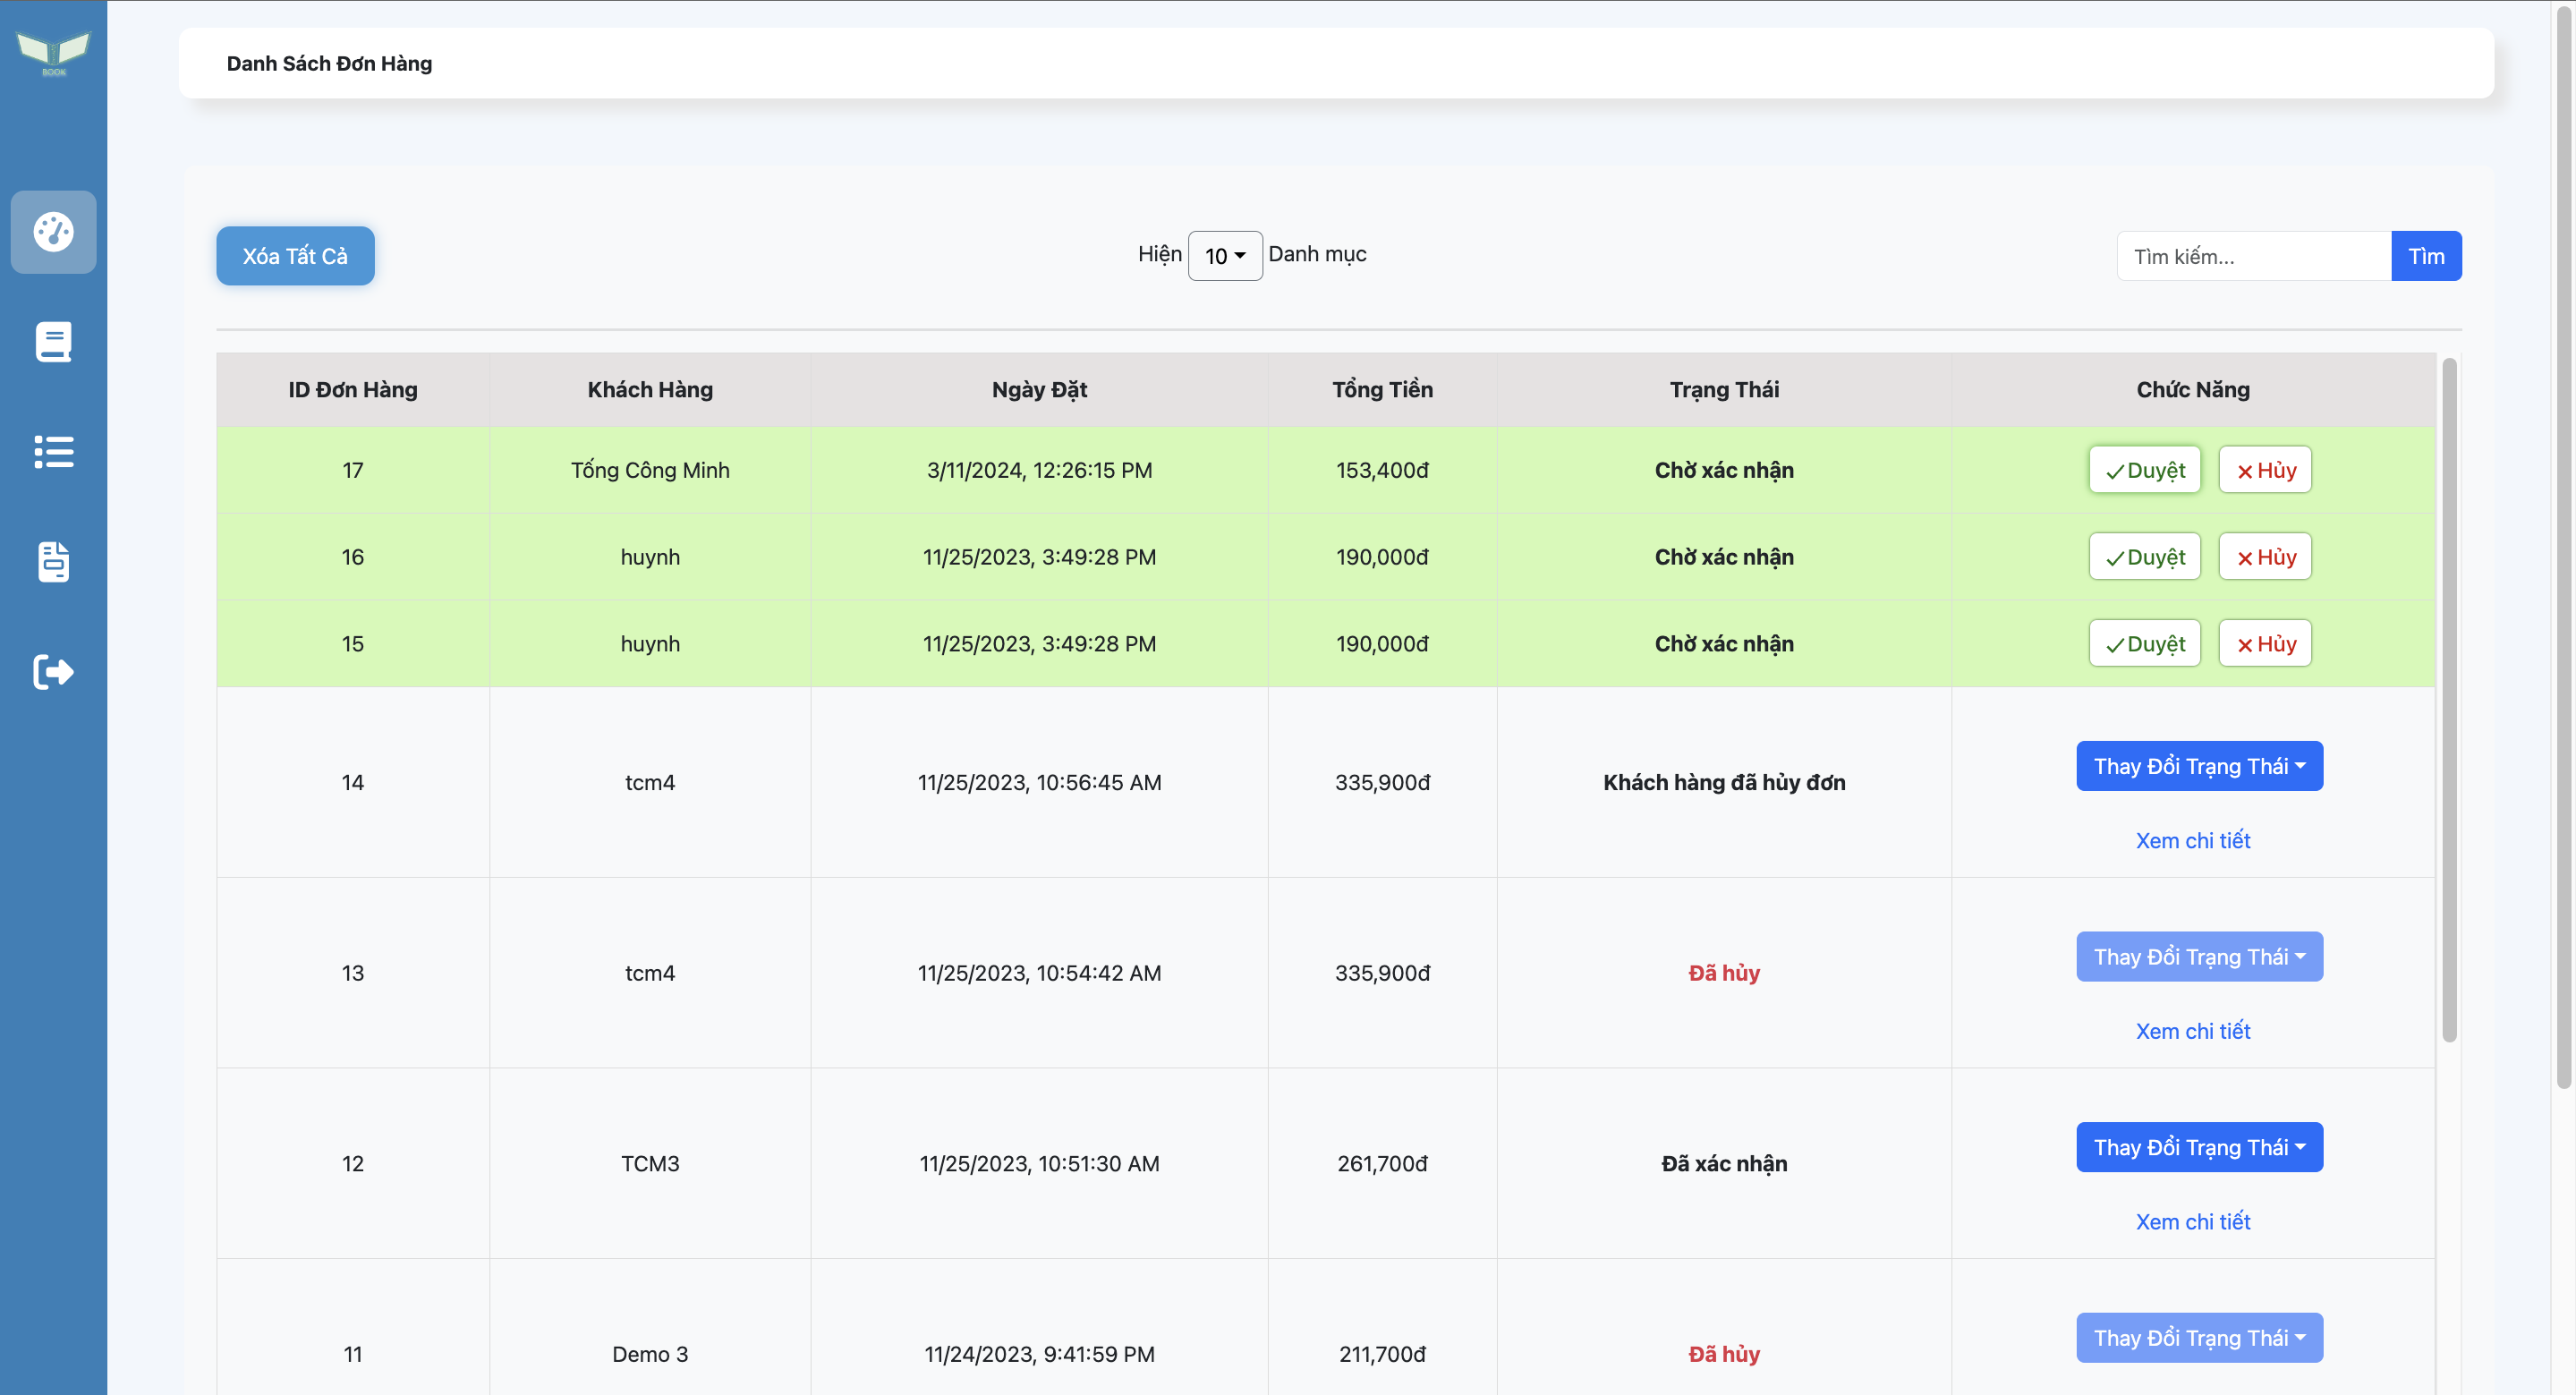 BOOK
Danh Sách Đơn Hàng
Xóa Tất Cả
Hiện 10 Danh mục
Tìm kiếm... Tìm
ID Đơn Hàng Khách Hàng Ngày Đặt Tổng Tiền Trạng Thái Chức Năng
17 Tống Công Minh 3/11/2024, 12:26:15 PM 153,400đ Chờ xác nhận Duyệt Hủy
16 huynh 11/25/2023, 3:49:28 PM 190,000đ Chờ xác nhận Duyệt Hủy
15 huynh 11/25/2023, 3:49:28 PM 190,000đ Chờ xác nhận Duyệt Hủy
14 tcm4 11/25/2023, 10:56:45 AM 335,900đ Khách hàng đã hủy đơn Thay Đổi Trạng Thái
Xem chi tiết
13 tcm4 11/25/2023, 10:54:42 AM 335,900đ Đã hủy Thay Đổi Trạng Thái
Xem chi tiết
12 TCM3 11/25/2023, 10:51:30 AM 261,700đ Đã xác nhận Thay Đổi Trạng Thái
Xem chi tiết
11 Demo 3 11/24/2023, 9:41:59 PM 211,700đ Đã hủy Thay Đổi Trạng Thái